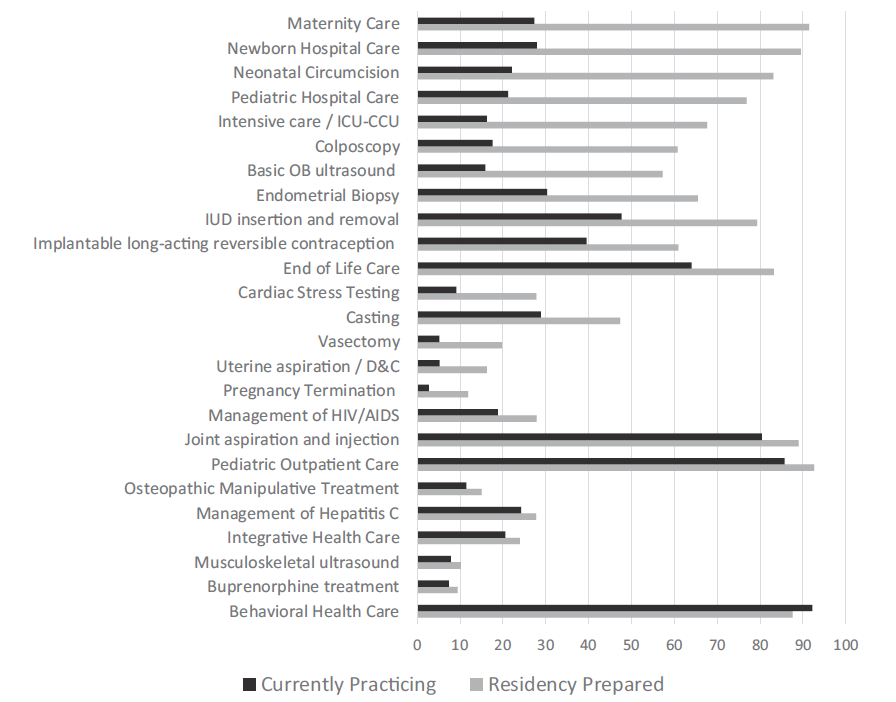 Maternity Care
Newborn Hospital Care
Neonatal Circumcision
Pediatric Hospital Care
Intensive care / ICU-CCU
Colposcopy
Basic OB ultrasound
Endometrial Biopsy
IUD insertion and removal
Implantable long-acting reversible contraception
End of Life Care
Cardiac Stress Testing
Casting
Vasectomy
Uterine aspiration / D&C
Pregnancy Termination
Management of HIV/AIDS
Joint aspiration and injection
Pediatric Outpatient Care
Osteopathic Manipulative Treatment
Management of Hepatitis C
Integrative Health Care
Musculoskeletal ultrasound
Buprenorphine treatment
Behavioral Health Care
0 10 20 30 40 50 60 70 80 90 100
Currently Practicing Residency Prepared